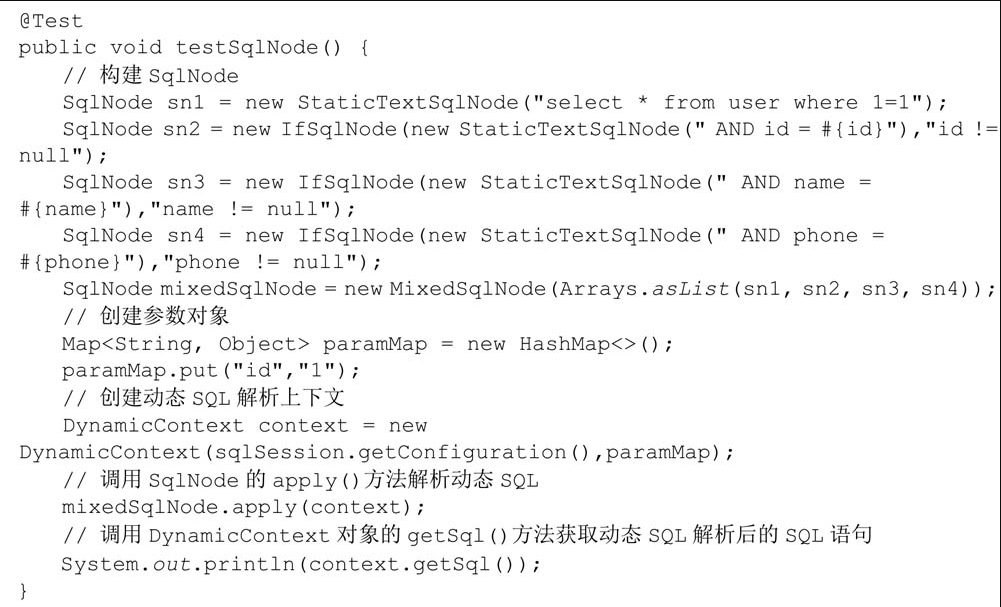 @Test
public void testSqlNode() {
// 构建 SqlNode
SqlNode sn1 = new StaticTextSqlNode("select * from user where 1=1");
SqlNode sn2 = new IfSqlNode(new StaticTextSqlNode(" AND id = #{id}"),"id !=
null");
SqlNode sn3 = new IfSqlNode(new StaticTextSqlNode(" AND name =
#{name}"),"name != null");
SqlNode sn4 = new IfSqlNode(new StaticTextSqlNode(" AND phone =
#{phone}"),"phone != null");
SqlNode mixedSqlNode = new MixedSqlNode(Arrays.asList(sn1, sn2, sn3, sn4));
// 创建参数对象
Map<String, Object> paramMap = new HashMap<>();
paramMap.put("id","1");
// 创建动态 SQL 解析上下文
DynamicContext context = new
DynamicContext(sqlSession.getConfiguration(),paramMap);
// 调用 SqlNode 的 apply()方法解析动态 SQL
mixedSqlNode.apply(context);
// 调用 DynamicContext 对象的 getSql()方法获取动态 SQL 解析后的 SQL 语句
System.out.println(context.getSql());
}